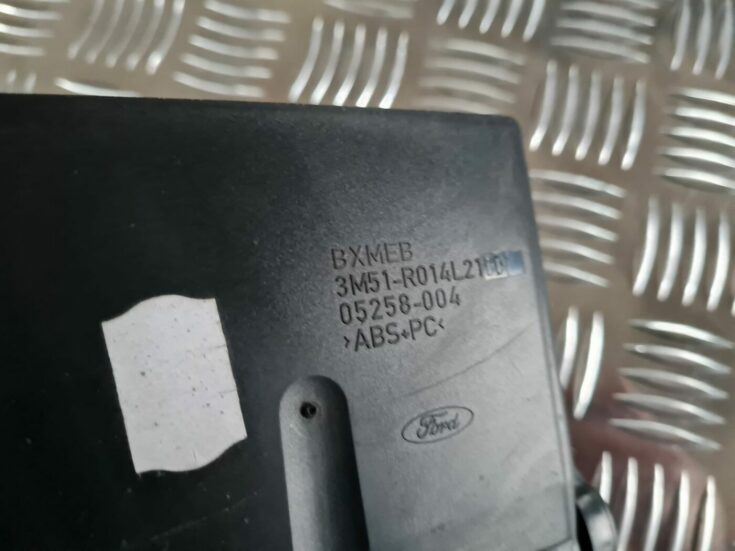 BXMEB
3M51-R014L21
05258-004
>ABS+PC<
Ford